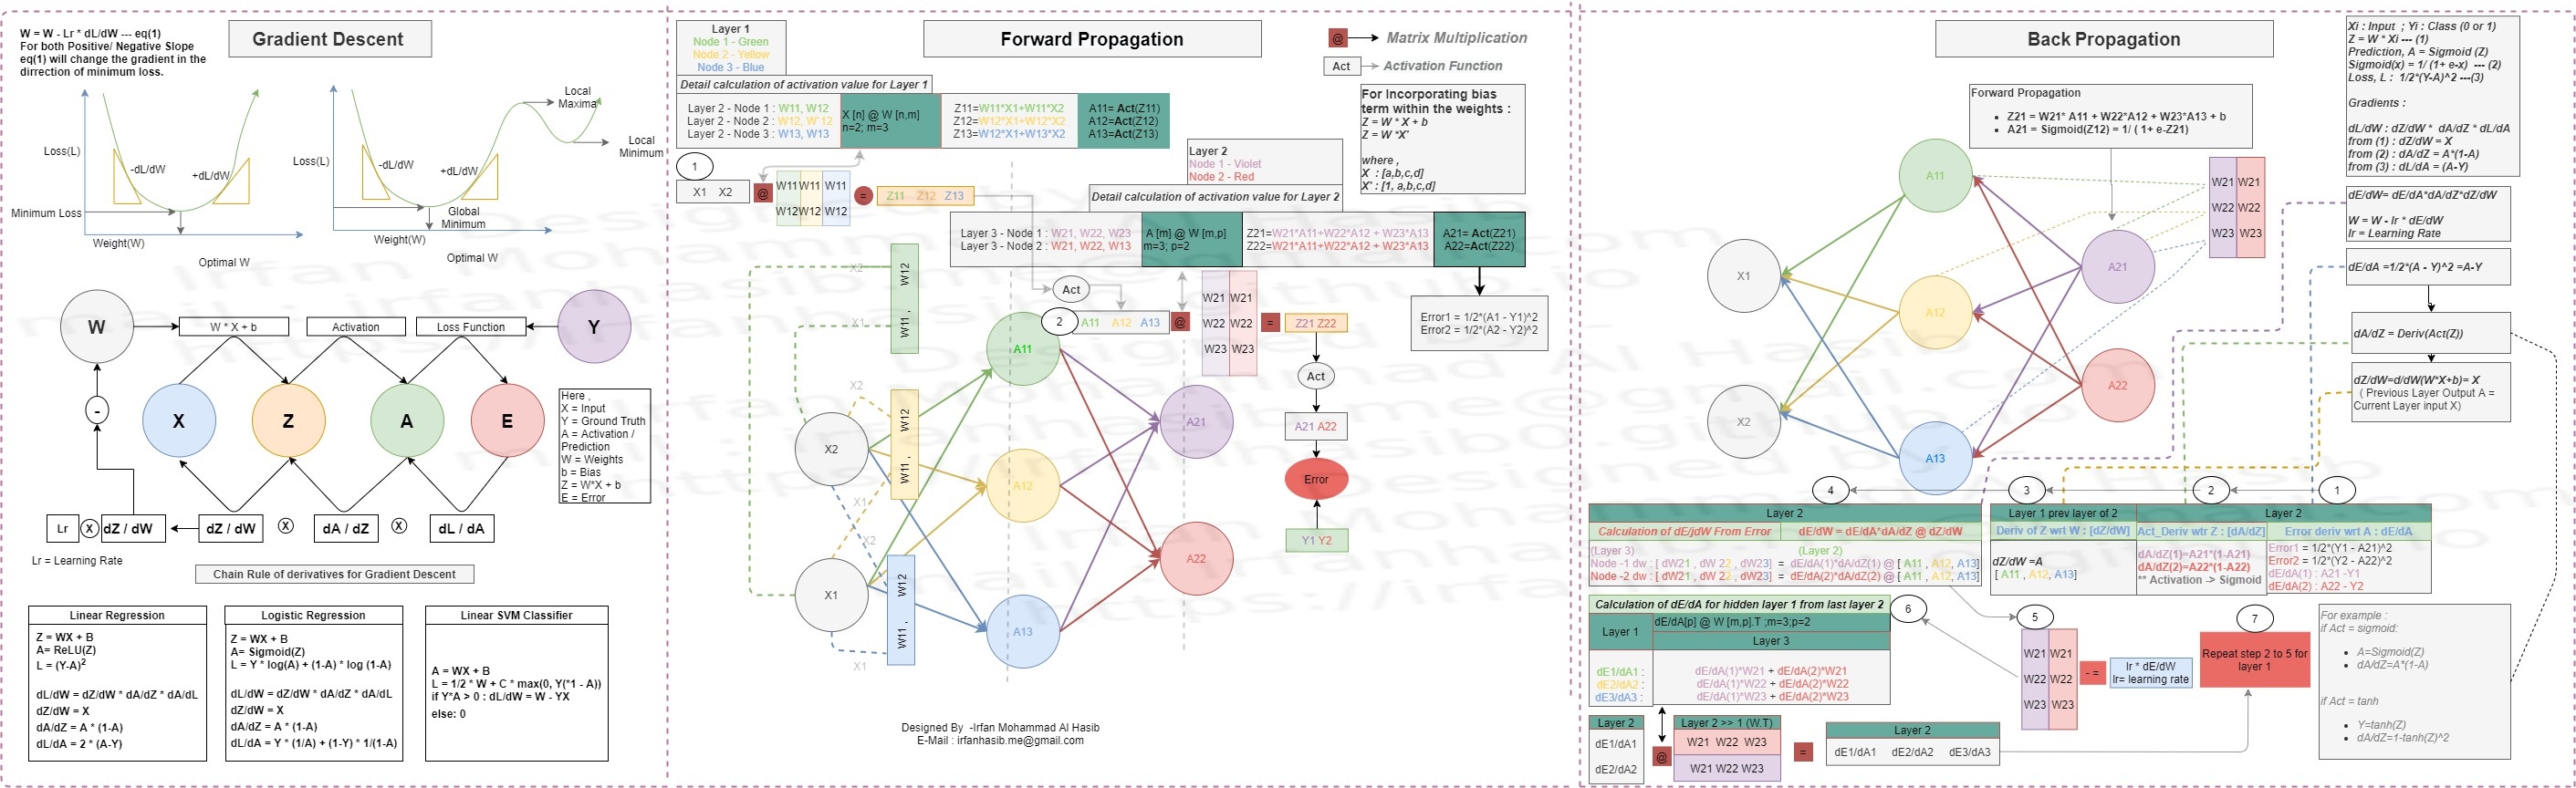 W = W - Lr * dL/dW --- eq(1)
For both Positive/ Negative Slope
eq(1) will change the gradient in the
dirrection of minimum loss.
Gradient Descent
Loss(L)
-dL/dW
+dL/dW
Minimum Loss
Weight(W)
Optimal W
Loss(L)
-dL/dW
+dL/dW
Local
Maxima
Local
Minimum
Global
Minimum
Weight(W)
Optimal W
W
W * X + b
Activation
Loss Function
Y
-
X
Z
A
E
Here ,
X = Input
Y = Ground Truth
A = Activation /
Prediction
W = Weights
b = Bias
Z = W*X + b
E = Error
Lr
X
dZ / dW
dZ / dW
X
dA / dZ
X
dL / dA
Lr = Learning Rate
Chain Rule of derivatives for Gradient Descent
Linear Regression
Z = WX + B
A= ReLU(Z)
L = (Y-A)²
dL/dW = dZ/dW * dA/dZ * dA/dL
dZ/dW = X
dA/dZ = A * (1-A)
dL/dA = 2 * (A-Y)
Logistic Regression
Z = WX + B
A= Sigmoid(Z)
L = Y * log(A) + (1-A) * log (1-A)
dL/dW = dZ/dW * dA/dZ * dA/dL
dZ/dW = X
dA/dZ = A * (1-A)
dL/dA = Y * (1/A) + (1-Y) * 1/(1-A)
Linear SVM Classifier
A = WX + B
L = 1/2 * W + C * max(0, Y(*1 - A))
if Y*A > 0 : dL/dW = W - YX
else: 0
Layer 1
Node 1 - Green
Node 2 - Yellow
Node 3 - Blue
Forward Propagation
@ Matrix Multiplication
Act Activation Function
Detail calculation of activation value for Layer 1
Layer 2 - Node 1 : W11, W12
Layer 2 - Node 2 : W12, W'12
Layer 2 - Node 3 : W13, W13
X [n] @ W [n,m]
n=2; m=3
Z11=W11*X1+W11*X2
Z12=W12*X1+W12*X2
Z13=W12*X1+W13*X2
A11= Act(Z11)
A12=Act(Z12)
A13=Act(Z13)
For Incorporating bias
term within the weights :
Z = W * X + b
Z = W *X'
where ,
X : [a,b,c,d]
X' : [1, a,b,c,d]
1
X1 X2
@
W11 W11 W11
W12 W12 W12
=
Z11 Z12 Z13
Layer 2
Node 1 - Violet
Node 2 - Red
Detail calculation of activation value for Layer 2
Layer 3 - Node 1 : W21, W22, W23
Layer 3 - Node 2 : W21, W22, W13
A [m] @ W [m,p]
m=3; p=2
Z21=W21*A11+W22*A12 + W23*A13
Z22=W21*A11+W22*A12 + W23*A13
A21= Act(Z21)
A22=Act(Z22)
Act
2
A11 A12 A13
@
W21 W21
W22 W22
W23 W23
=
Z21 Z22
Error1 = 1/2*(A1 - Y1)^2
Error2 = 1/2*(A2 - Y2)^2
Act
A21 A22
Error
Y1 Y2
X2
X1
W11 , W12
X2
X1
W11 , W12
X2
X1
W11 , W12
X2
X1
A11
A12
A13
A21
A22
Designed By -Irfan Mohammad Al Hasib
E-Mail : irfanhasib.me@gmail.com
Back Propagation
Xi : Input ; Yi : Class (0 or 1)
Z = W * Xi --- (1)
Prediction, A = Sigmoid (Z)
Sigmoid(x) = 1/ (1+ e-x) --- (2)
Loss, L : 1/2*(Y-A)^2 ---(3)
Gradients :
dL/dW : dZ/dW * dA/dZ * dL/dA
from (1) : dZ/dW = X
from (2) : dA/dZ = A*(1-A)
from (3) : dL/dA = (A-Y)
Forward Propagation
Z21 = W21* A11 + W22*A12 + W23*A13 + b
A21 = Sigmoid(Z12) = 1/ ( 1+ e-Z21)
W21 W21
W22 W22
W23 W23
X1
X2
A11
A12
A13
A21
A22
dE/dW= dE/dA*dA/dZ*dZ/dW
W = W - lr * dE/dW
lr = Learning Rate
dE/dA =1/2*(A - Y)^2 =A-Y
dA/dZ = Deriv(Act(Z))
dZ/dW=d/dW(W*X+b)= X
( Previous Layer Output A =
Current Layer input X)
4
3
2
1
Layer 2
Calculation of dE/jdW From Error
dE/dW = dE/dA*dA/dZ @ dZ/dW
(Layer 3)
(Layer 2)
Node -1 dw : [ dW21 , dW 22 , dW23] = dE/dA(1)*dA/dZ(1) @ [ A11 , A12, A13]
Node -2 dw : [ dW21 , dW 22 , dW23] = dE/dA(2)*dA/dZ(2) @ [ A11 , A12, A13]
Layer 1 prev layer of 2
Deriv of Z wrt W : [dZ/dW]
dZ/dW =A
[ A11 , A12, A13]
Layer 2
Act_Deriv wtr Z : [dA/dZ]
dA/dZ(1)=A21*(1-A21)
dA/dZ(2)=A22*(1-A22)
** Activation -> Sigmoid
Error deriv wrt A : dE/dA
Error1 = 1/2*(Y1 - A21)^2
Error2 = 1/2*(Y2 - A22)^2
dE/dA(1) : A21 -Y1
dE/dA(2) : A22 - Y2
Calculation of dE/dA for hidden layer 1 from last layer 2
Layer 1
dE/dA[p] @ W [m,p].T ;m=3;p=2
Layer 3
dE1/dA1 :
dE/dA(1)*W21 + dE/dA(2)*W21
dE2/dA2 :
dE/dA(1)*W22 + dE/dA(2)*W22
dE3/dA3 :
dE/dA(1)*W23 + dE/dA(2)*W23
6
5
W21 W21
W22 W22
W23 W23
- =
lr * dE/dW
lr= learning rate
7
Repeat step 2 to 5 for
layer 1
For example :
if Act = sigmoid:
A=Sigmoid(Z)
dA/dZ=A*(1-A)
if Act = tanh
Y=tanh(Z)
dA/dZ=1-tanh(Z)^2
Layer 2
dE1/dA1
dE2/dA2
@
Layer 2 >> 1 (W.T)
W21 W22 W23
W21 W22 W23
=
Layer 2
dE1/dA1 dE2/dA2 dE3/dA3